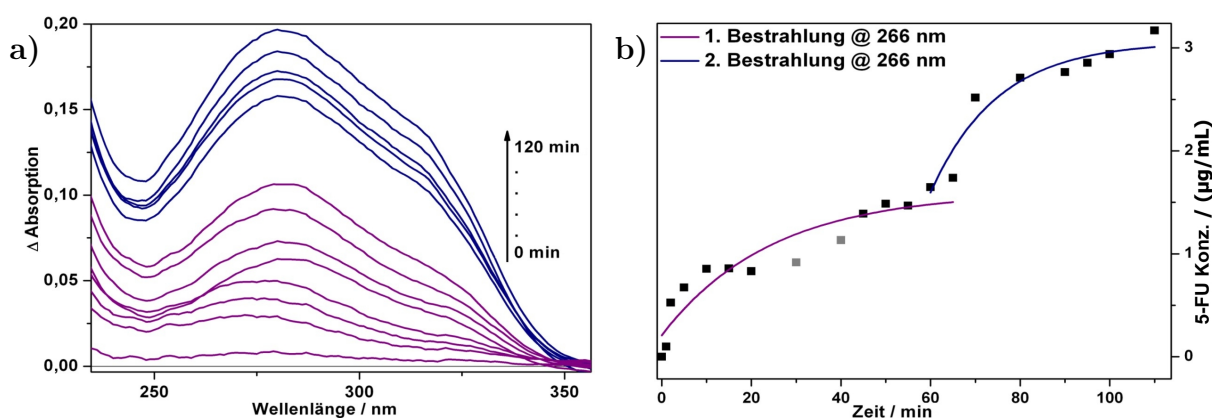 a)
0,20
0,15
0,10
0,05
0,00
Δ Absorption
250
300
350
Wellenlänge / nm
120 min
0 min
b)
1. Bestrahlung @ 266 nm
2. Bestrahlung @ 266 nm
0
20
40
60
80
100
Zeit / min
3
2
1
0
5-FU Konz. / (µg/mL)